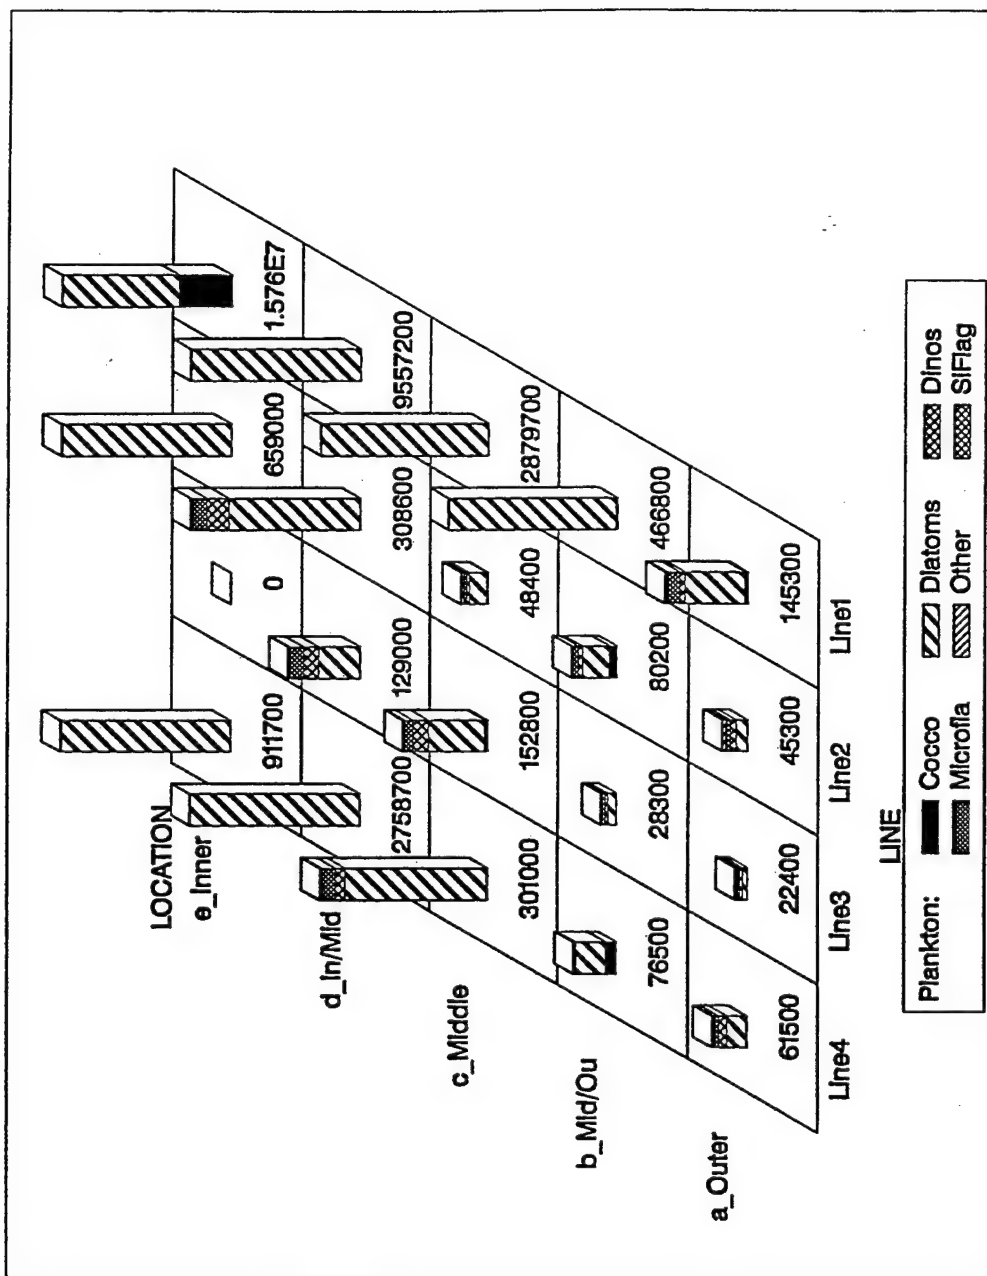 LOCATION
e_Inner
911700 0 659000 1.576E7
d_In/Mid
2758700 129000 308600 9557200
c_Middle
301000 152800 48400 2879700
b_Mid/Ou
76500 28300 80200 466800
a_Outer
61500 22400 45300 145300
Line4 Line3 Line2 Line1
LINE
Plankton: Cocco Diatoms Dinos
Microfla Other SiFlag